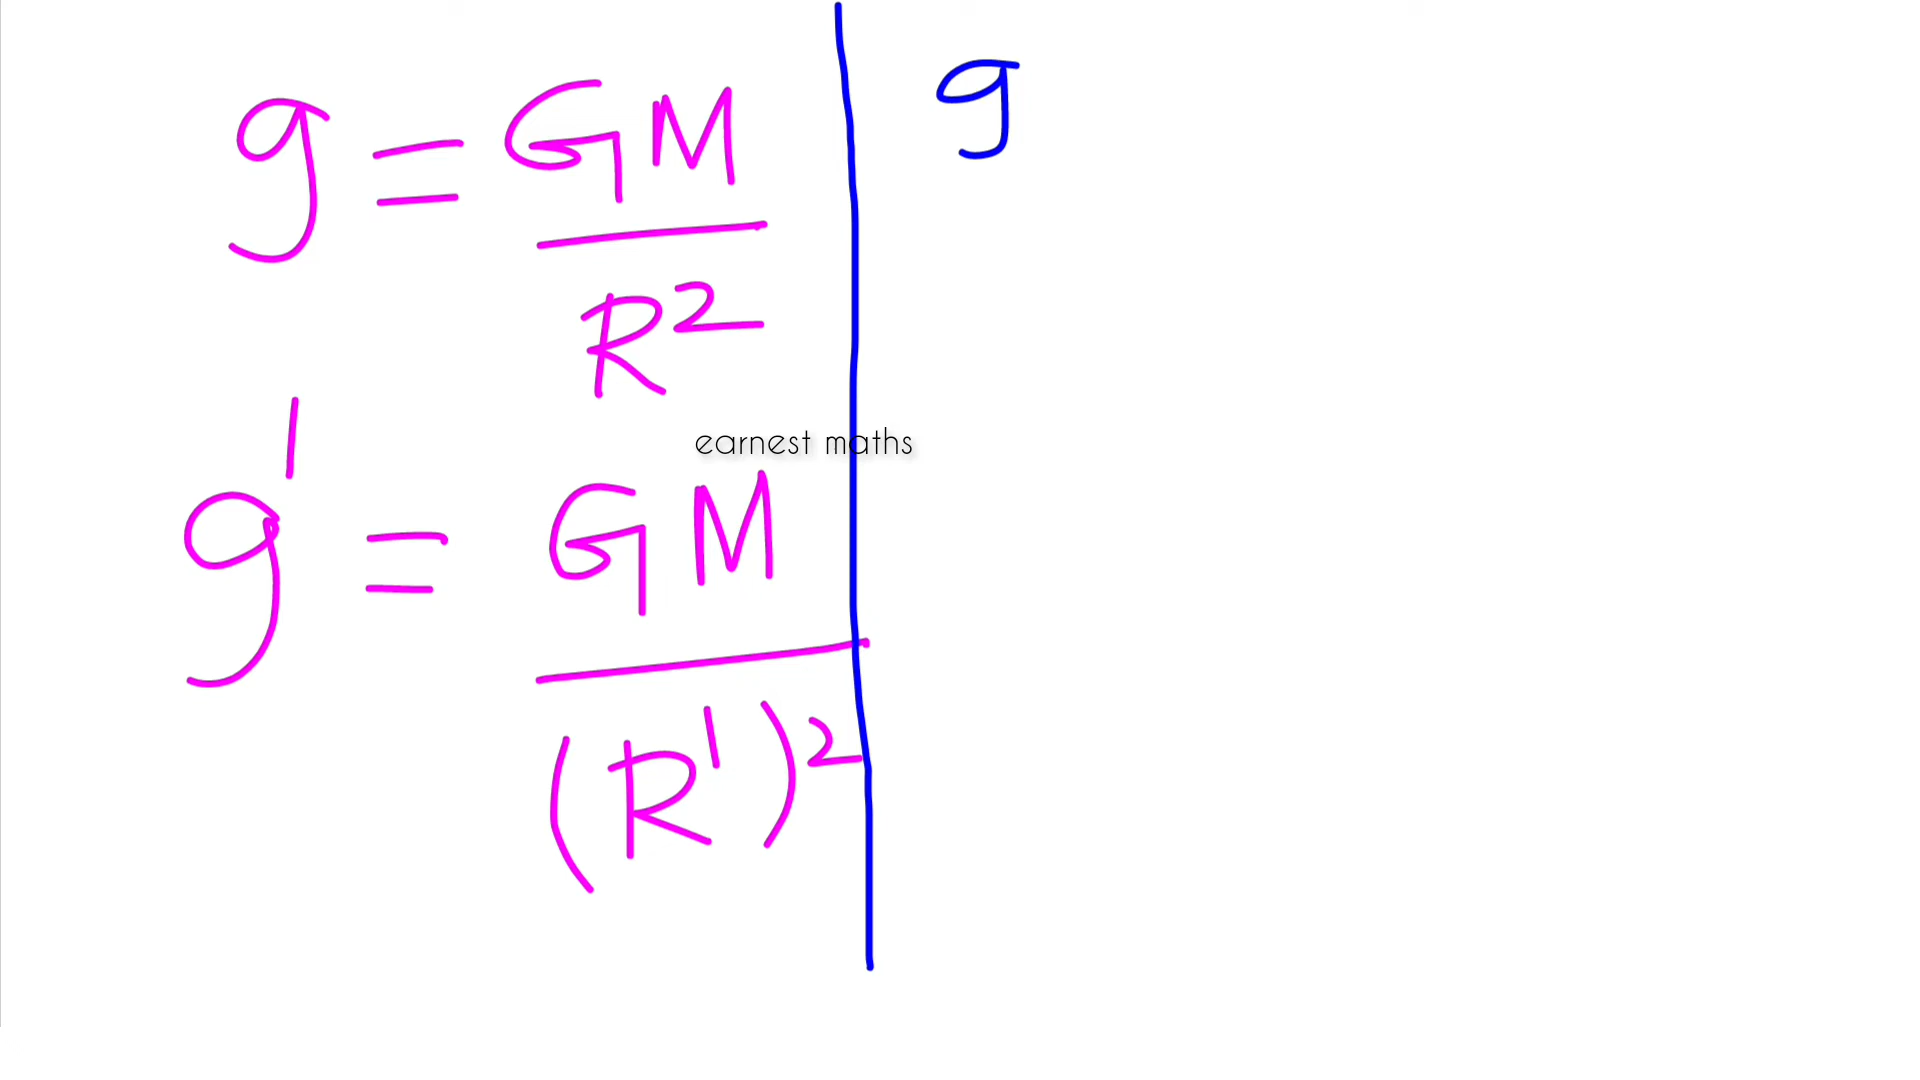 g = GM
R²
g' = GM
(R')²
earnest maths
g